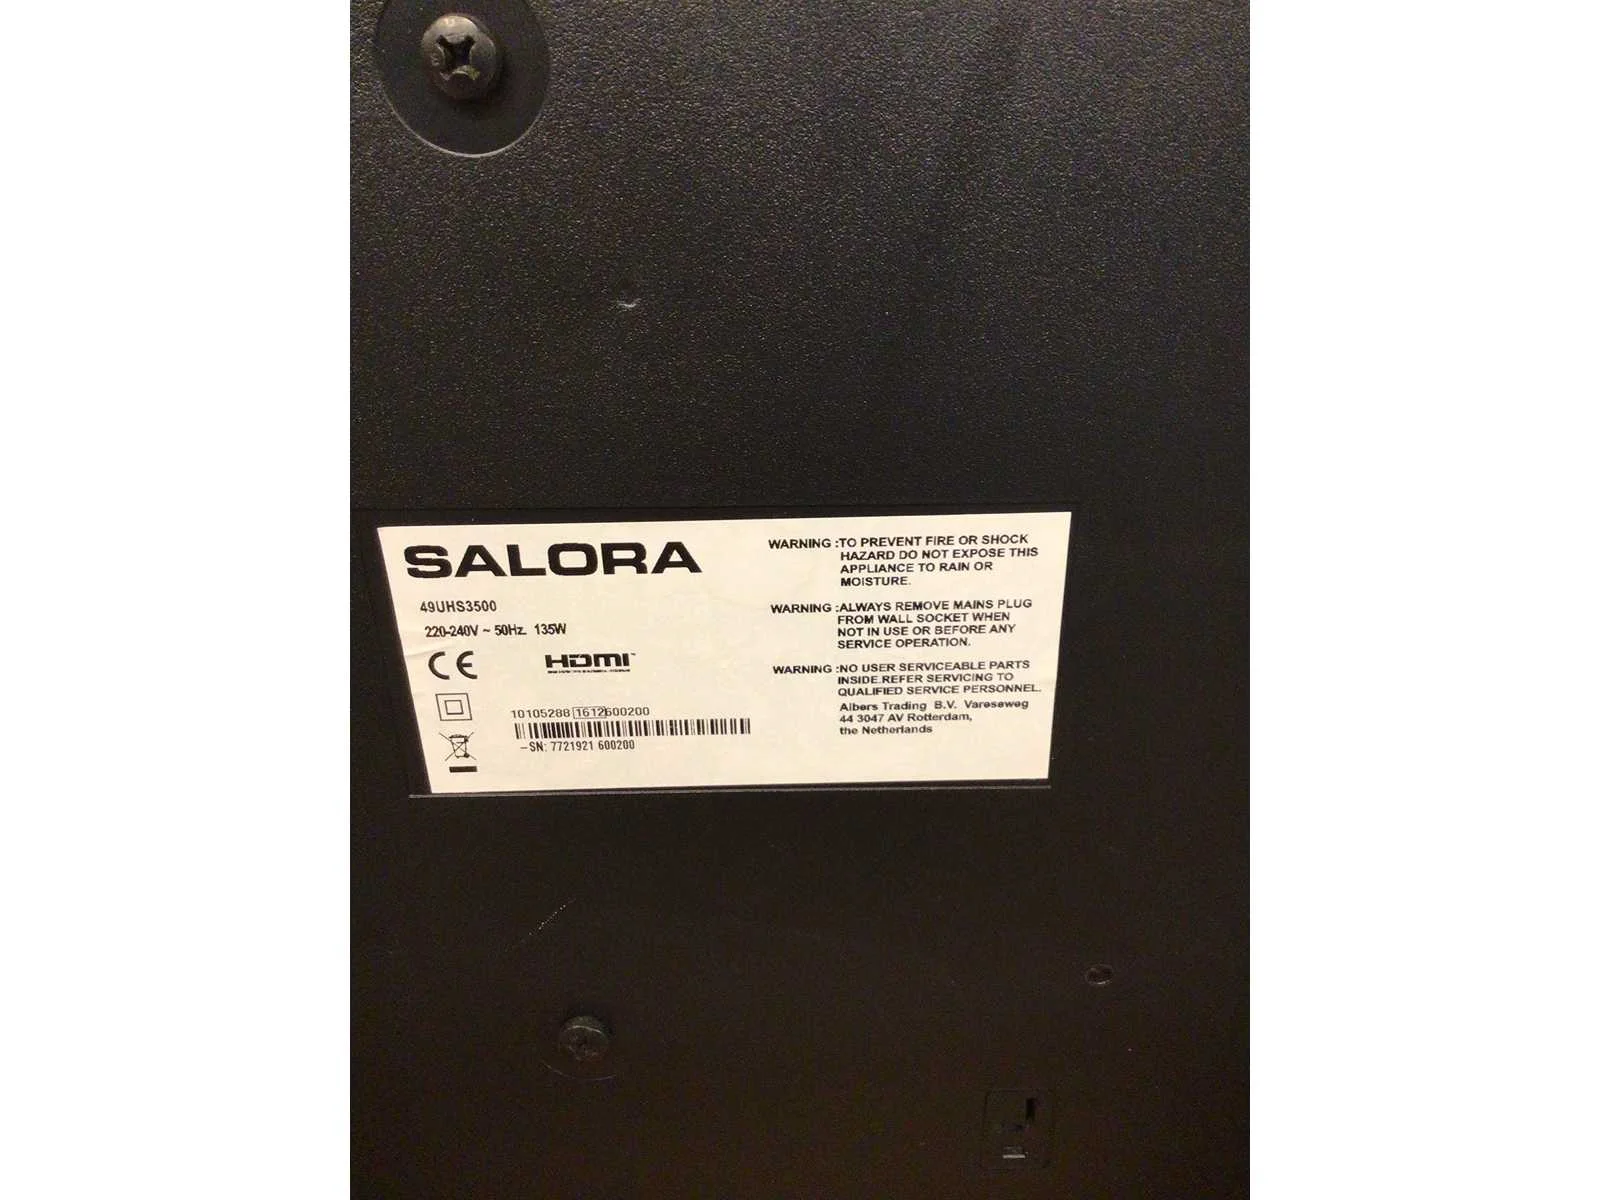 SALORA
49UHS3500
220-240V ~ 50Hz. 135W
CE
HDMI
10105288 1612600200
-SN: 7721921 600200
WARNING :TO PREVENT FIRE OR SHOCK
HAZARD DO NOT EXPOSE THIS
APPLIANCE TO RAIN OR
MOISTURE.
WARNING :ALWAYS REMOVE MAINS PLUG
FROM WALL SOCKET WHEN
NOT IN USE OR BEFORE ANY
SERVICE OPERATION.
WARNING :NO USER SERVICEABLE PARTS
INSIDE.REFER SERVICING TO
QUALIFIED SERVICE PERSONNEL.
Albers Trading B.V. Vareseweg
44 3047 AV Rotterdam,
the Netherlands